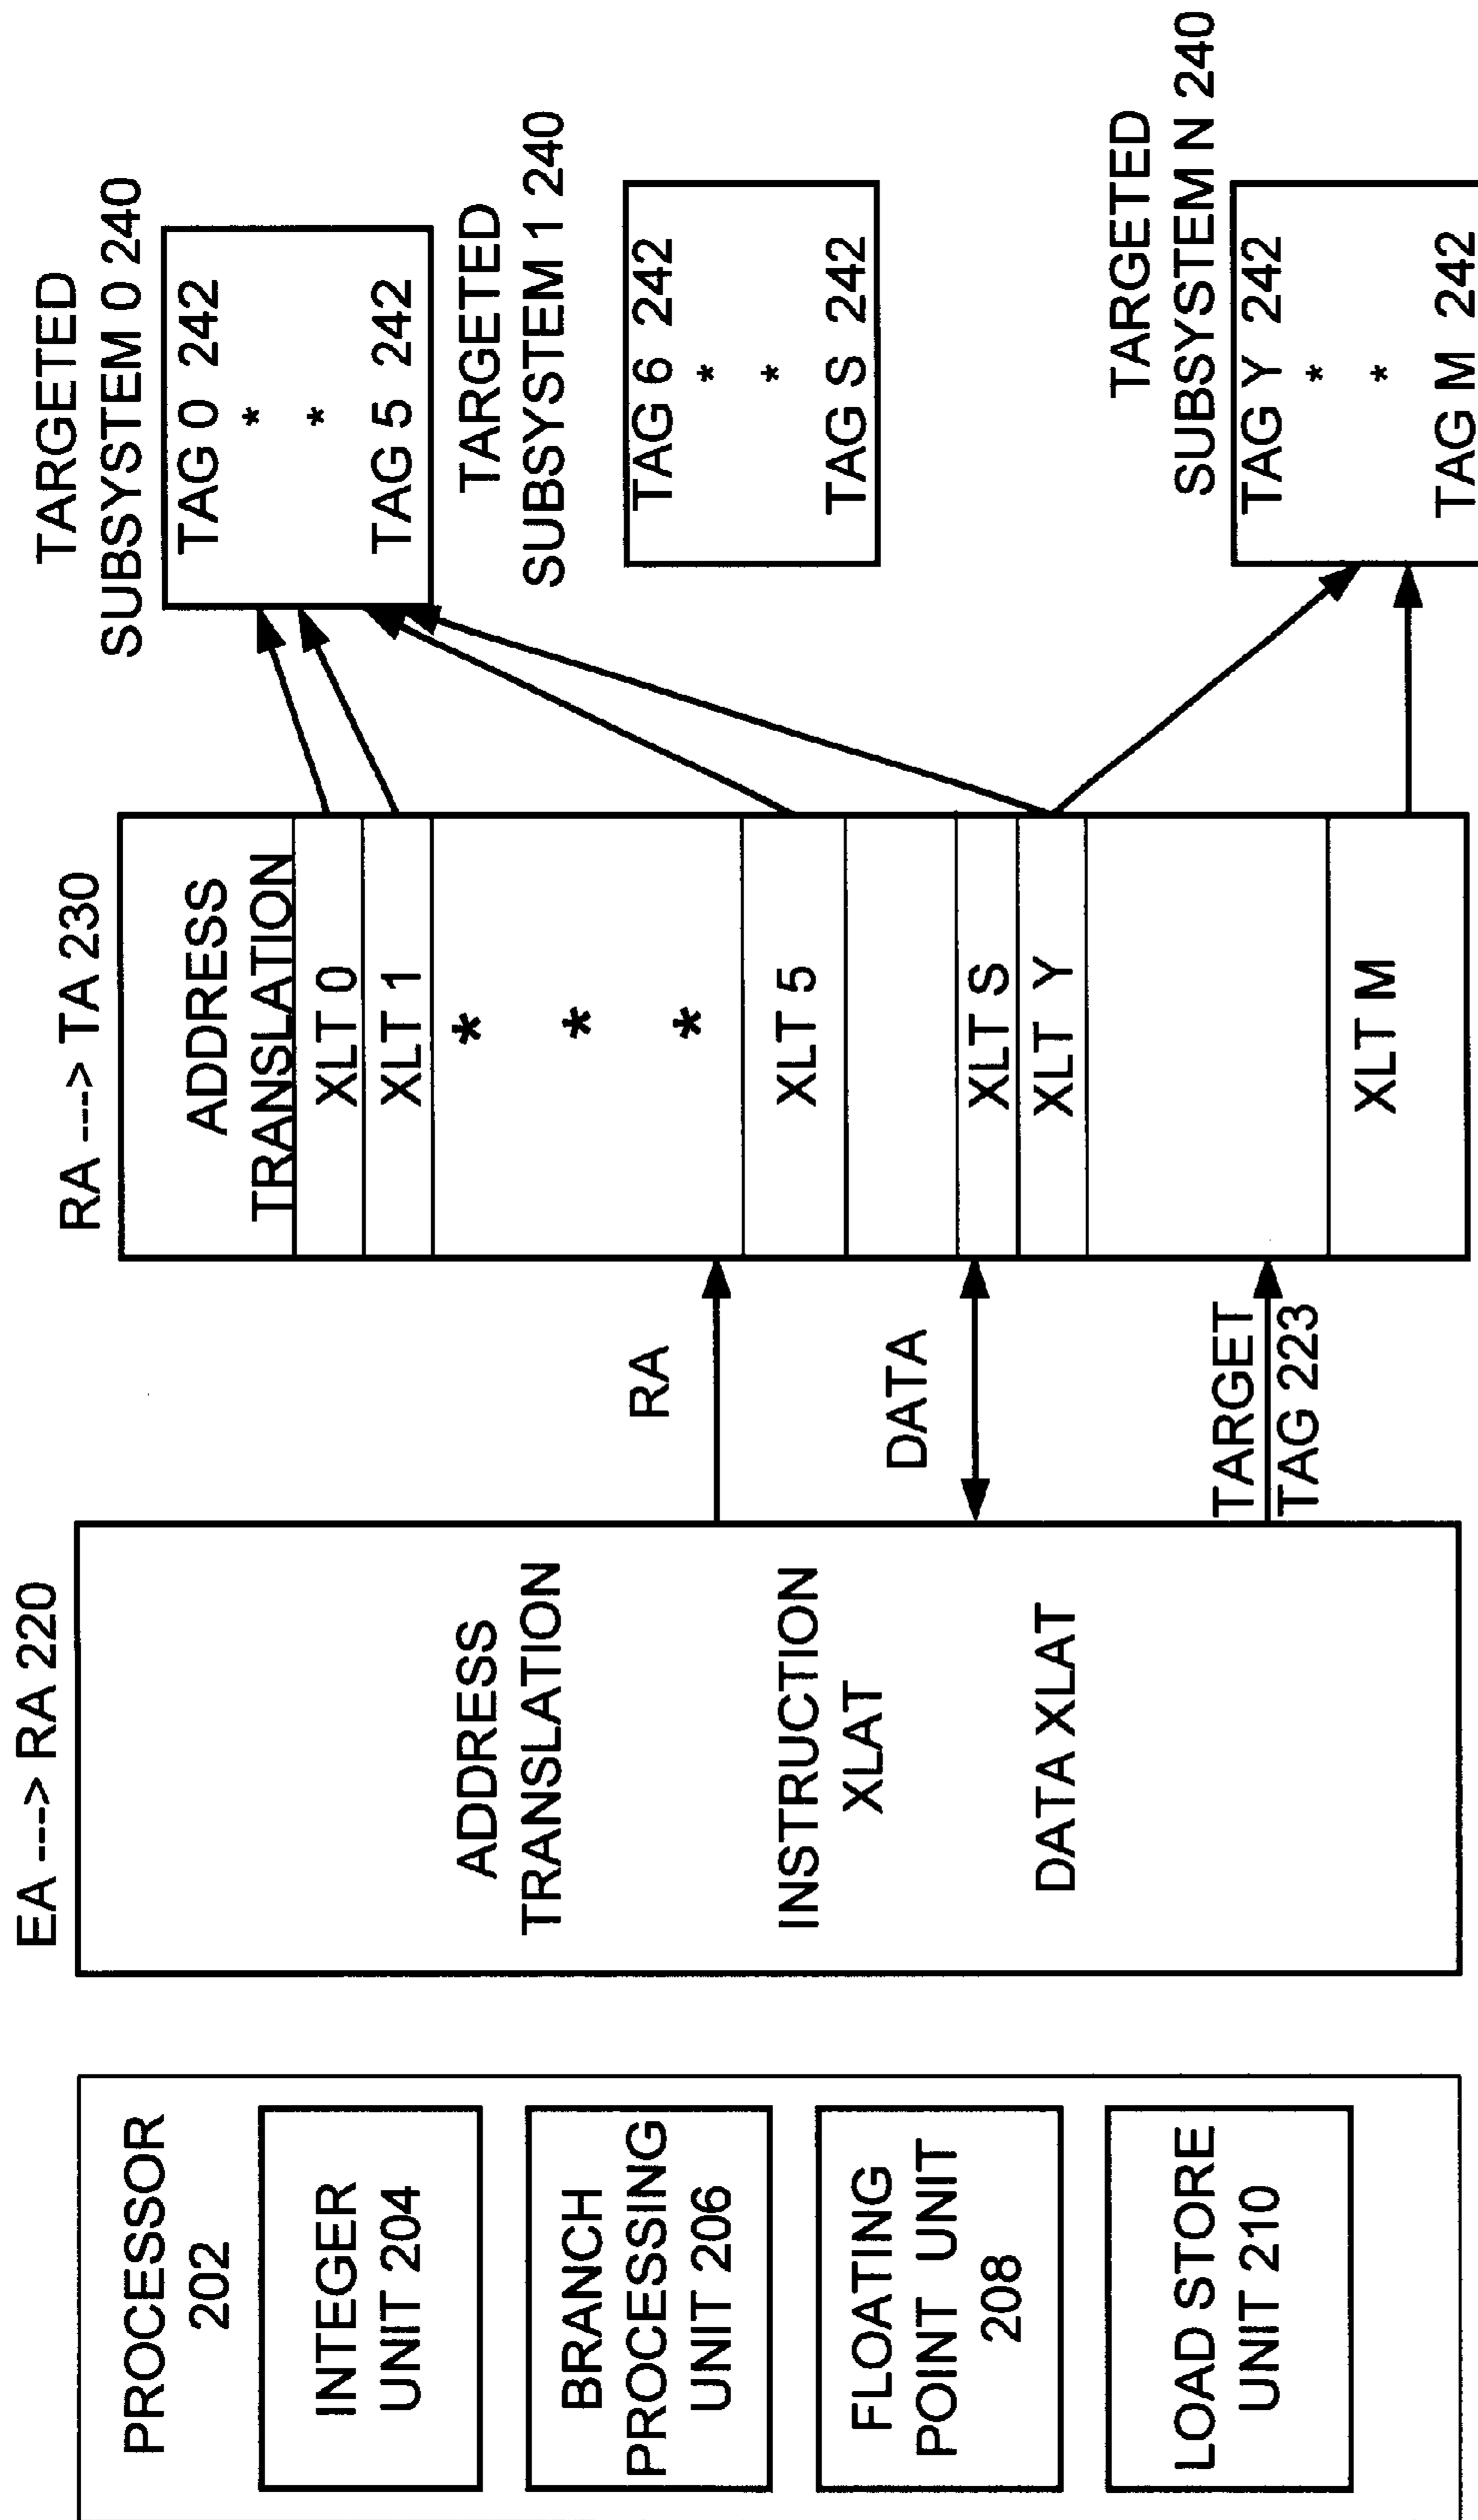 PROCESSOR
202
INTEGER
UNIT 204
BRANCH
PROCESSING
UNIT 206
FLOATING
POINT UNIT
208
LOAD STORE
UNIT 210
EA ---> RA 220
ADDRESS
TRANSLATION
INSTRUCTION
XLAT
DATA XLAT
RA
DATA
TARGET
TAG 223
RA ---> TA 230
ADDRESS
TRANSLATION
XLT 0
XLT 1
*
*
*
XLT 5
XLT S
XLT Y
XLT M
TARGETED
SUBSYSTEM 0 240
TAG 0 242
*
*
TAG 5 242
TARGETED
SUBSYSTEM 1 240
TAG 6 242
*
*
TAG S 242
TARGETED
SUBSYSTEM N 240
TAG Y 242
*
*
TAG M 242